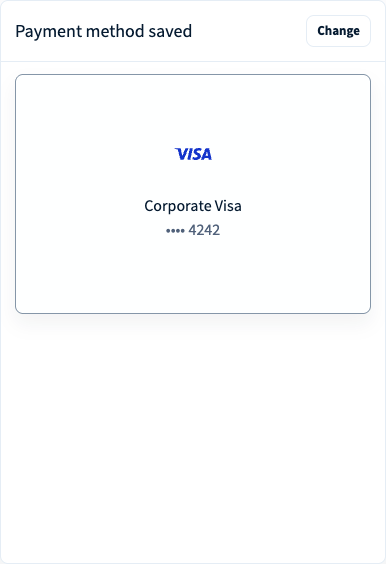 Payment method saved
Change
VISA
Corporate Visa
•••• 4242